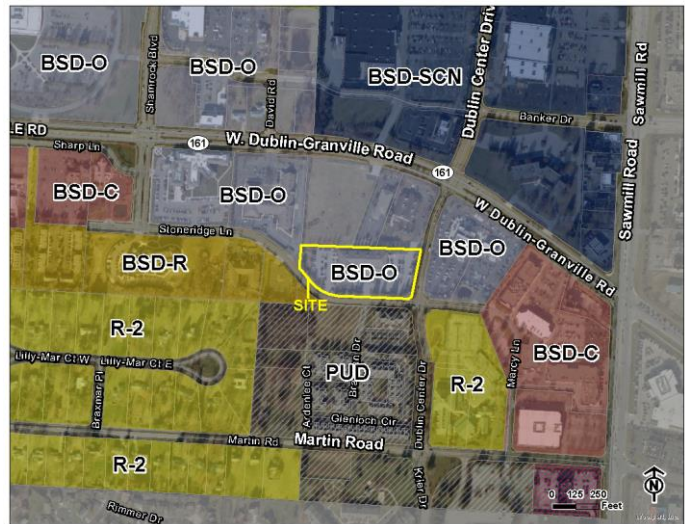 BSD-O
Shamrock Blvd
BSD-O
David Rd
BSD-SCN
Dublin Center Drive
Sawmill Rd
Banker Dr
LE RD
Sharp Ln
161
W. Dublin-Granville Road
161
BSD-C
BSD-O
Sawmill Road
W Dublin-Granville Rd
Stoneridge Ln
BSD-O
BSD-R
BSD-O
SITE
R-2
BSD-C
Lilly-Mar Ct W
Lilly-Mar Ct E
PUD
Ardenlee Ct
Dublin Center Dr
R-2
Marcy Ln
Braxmar Pl
Glenloch Cir
Martin Rd
Martin Road
R-2
Kyler Dr
Rimmer Dr
0 125 250
Feet
N